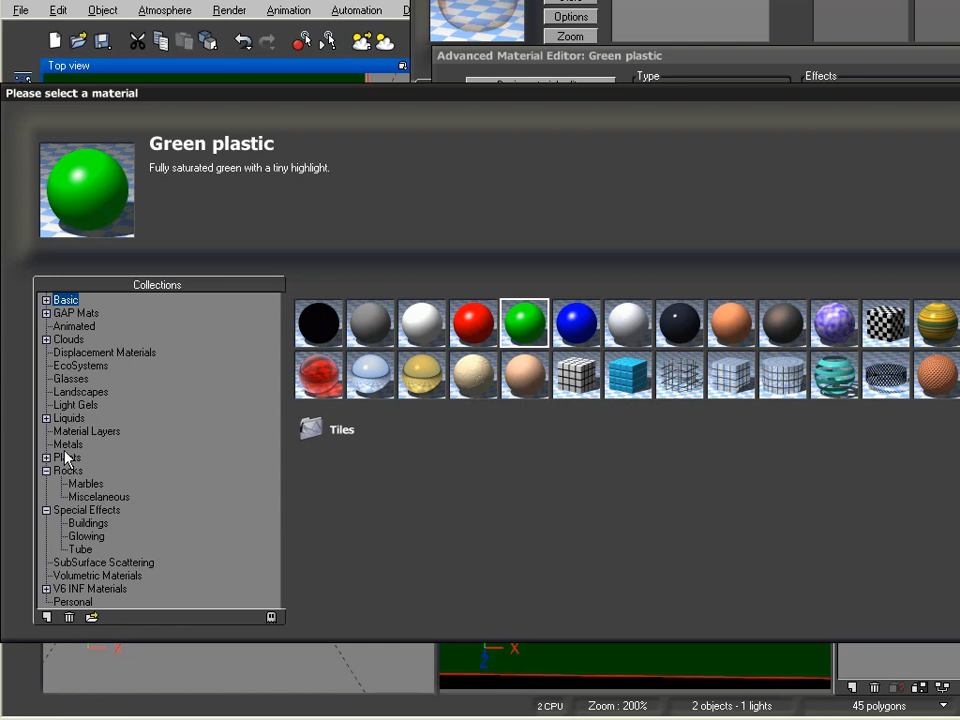 File Edit Object Atmosphere Render Animation Automation D
Options
Zoom
Top view
Advanced Material Editor: Green plastic
Type
Effects
Please select a material
Green plastic
Fully saturated green with a tiny highlight.
Collections
Basic
GAP Mats
Animated
Clouds
Displacement Materials
EcoSystems
Glasses
Landscapes
Light Gels
Liquids
Material Layers
Metals
Rocks
Marbles
Miscelaneous
Special Effects
Buildings
Glowing
Tube
SubSurface Scattering
Volumetric Materials
V6 INF Materials
Personal
Tiles
X
X
Z
2 CPU Zoom : 200% 2 objects - 1 lights 45 polygons